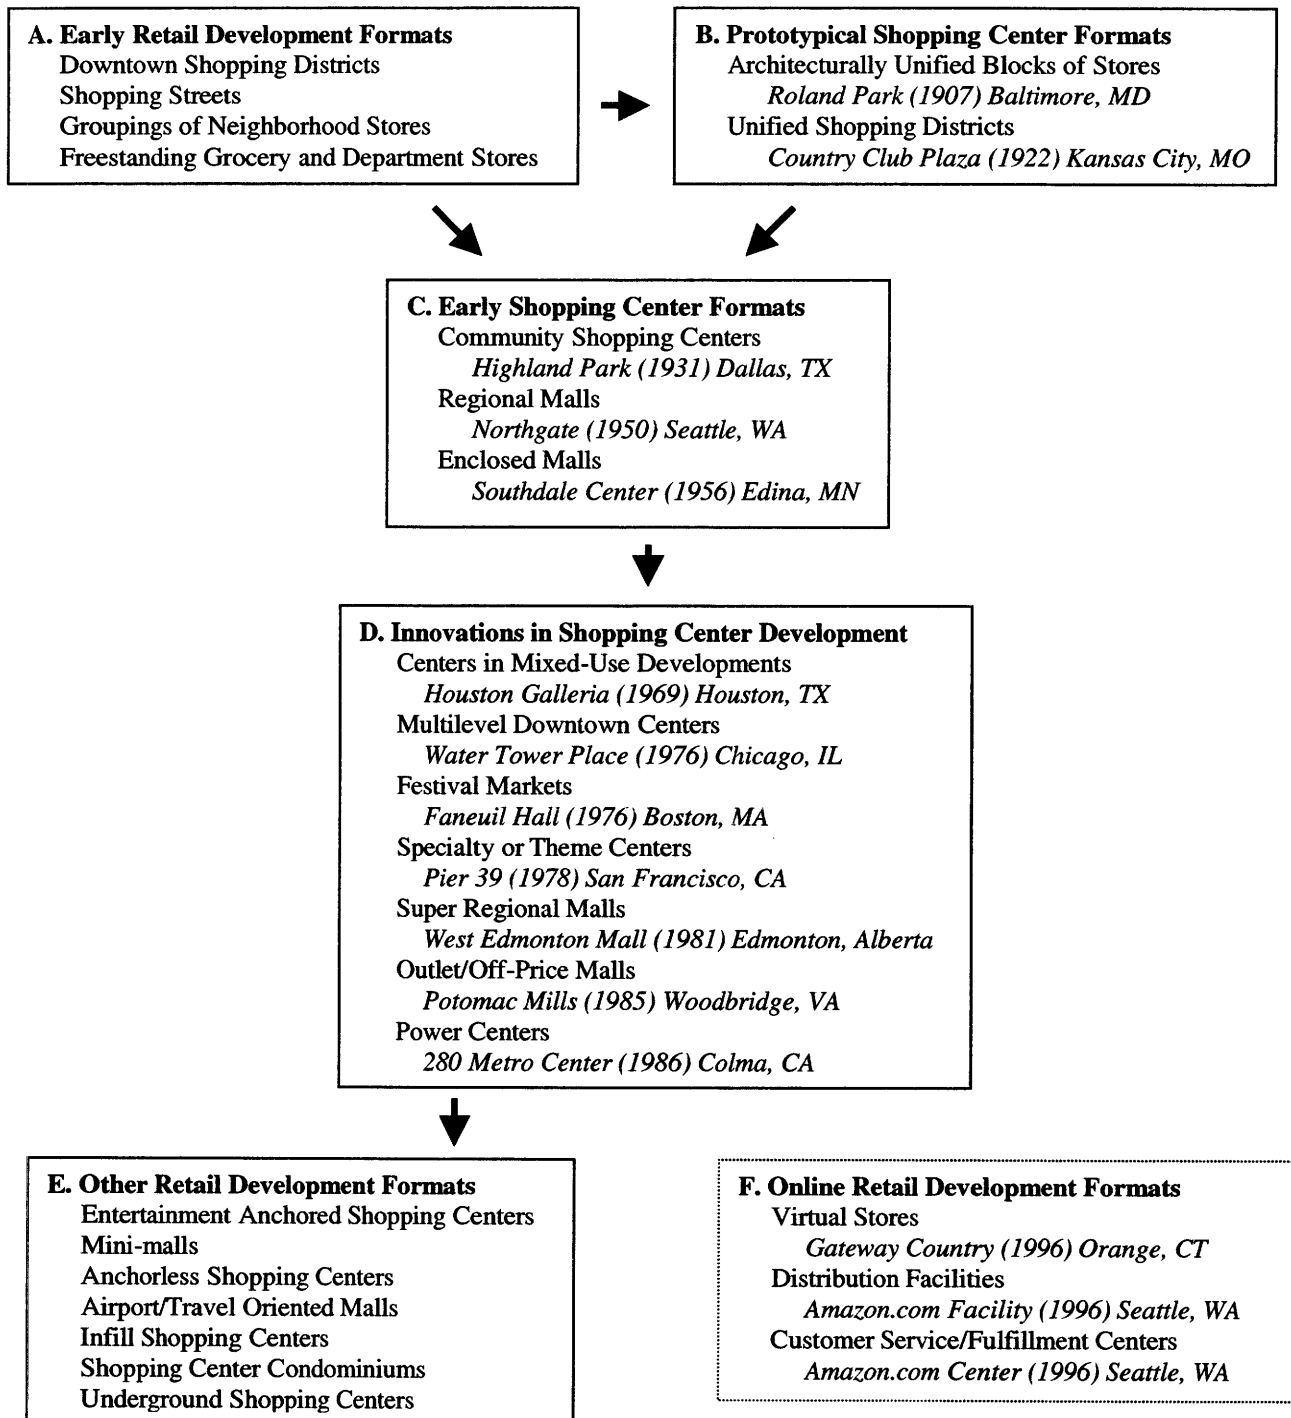 A. Early Retail Development Formats
Downtown Shopping Districts
Shopping Streets
Groupings of Neighborhood Stores
Freestanding Grocery and Department Stores
B. Prototypical Shopping Center Formats
Architecturally Unified Blocks of Stores
Roland Park (1907) Baltimore, MD
Unified Shopping Districts
Country Club Plaza (1922) Kansas City, MO
C. Early Shopping Center Formats
Community Shopping Centers
Highland Park (1931) Dallas, TX
Regional Malls
Northgate (1950) Seattle, WA
Enclosed Malls
Southdale Center (1956) Edina, MN
D. Innovations in Shopping Center Development
Centers in Mixed-Use Developments
Houston Galleria (1969) Houston, TX
Multilevel Downtown Centers
Water Tower Place (1976) Chicago, IL
Festival Markets
Faneuil Hall (1976) Boston, MA
Specialty or Theme Centers
Pier 39 (1978) San Francisco, CA
Super Regional Malls
West Edmonton Mall (1981) Edmonton, Alberta
Outlet/Off-Price Malls
Potomac Mills (1985) Woodbridge, VA
Power Centers
280 Metro Center (1986) Colma, CA
E. Other Retail Development Formats
Entertainment Anchored Shopping Centers
Mini-malls
Anchorless Shopping Centers
Airport/Travel Oriented Malls
Infill Shopping Centers
Shopping Center Condominiums
Underground Shopping Centers
F. Online Retail Development Formats
Virtual Stores
Gateway Country (1996) Orange, CT
Distribution Facilities
Amazon.com Facility (1996) Seattle, WA
Customer Service/Fulfillment Centers
Amazon.com Center (1996) Seattle, WA